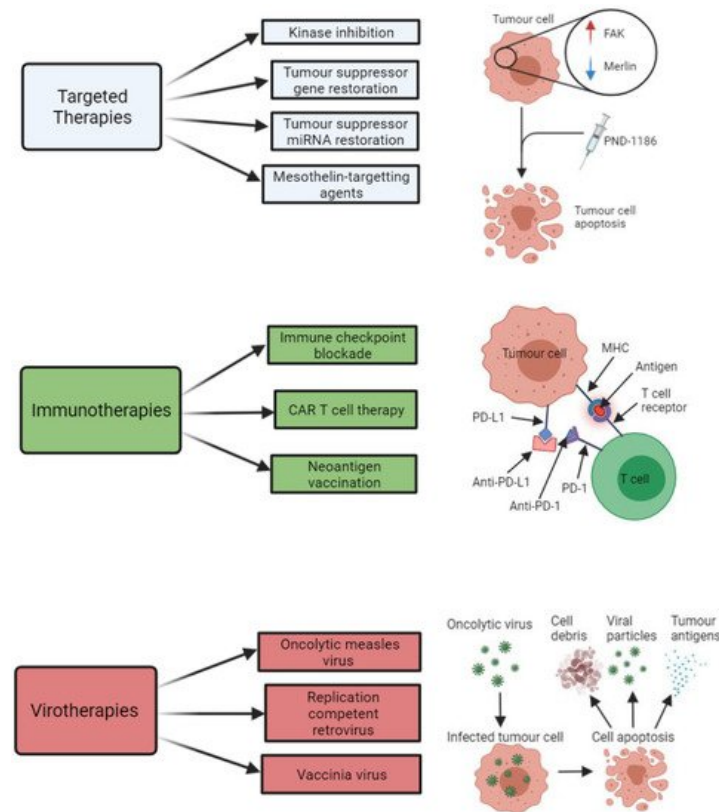 Targeted
Therapies
Kinase inhibition
Tumour suppressor
gene restoration
Tumour suppressor
miRNA restoration
Mesothelin-targetting
agents
Tumour cell
FAK
Merlin
PND-1186
Tumour cell
apoptosis
Immunotherapies
Immune checkpoint
blockade
CAR T cell therapy
Neoantigen
vaccination
Tumour cell
MHC
Antigen
T cell
receptor
PD-L1
Anti-PD-L1
Anti-PD-1
PD-1
T cell
Virotherapies
Oncolytic measles
virus
Replication
competent
retrovirus
Vaccinia virus
Oncolytic virus
Cell
debris
Viral
particles
Tumour
antigens
Infected tumour cell
Cell apoptosis